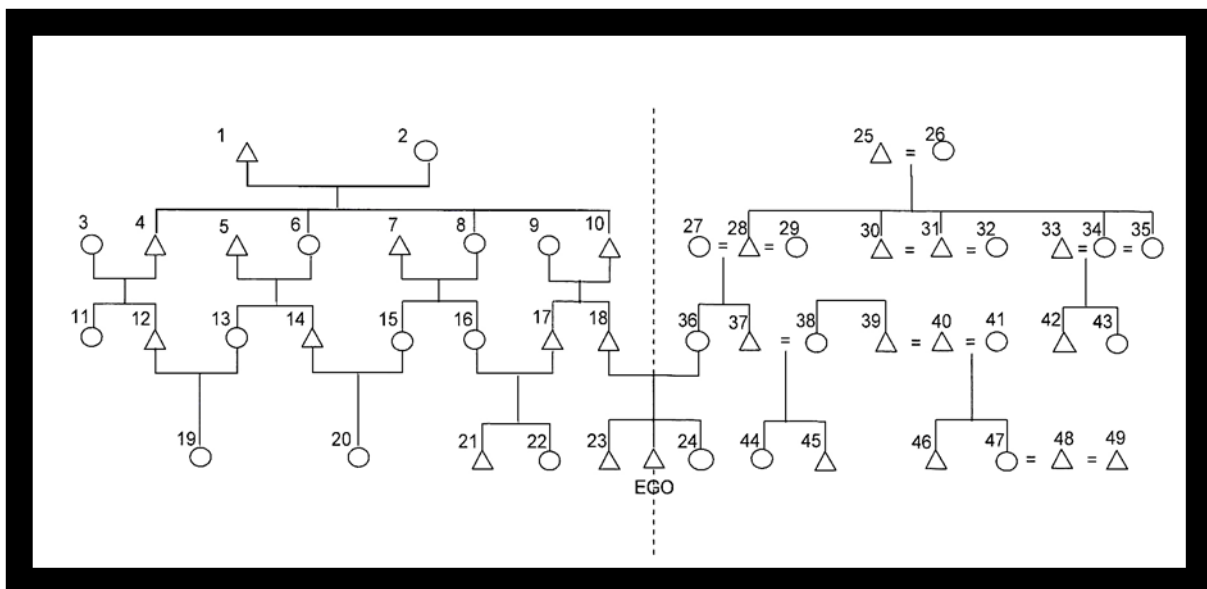 1 2 25 = 26
3 4 5 6 7 8 9 10 27 = 28 = 29 30 = 31 = 32 33 = 34 = 35
11 12 13 14 15 16 17 18 36 37 = 38 39 = 40 = 41 42 43
19 20 21 22 23 24 44 45 46 47 = 48 = 49
EGO